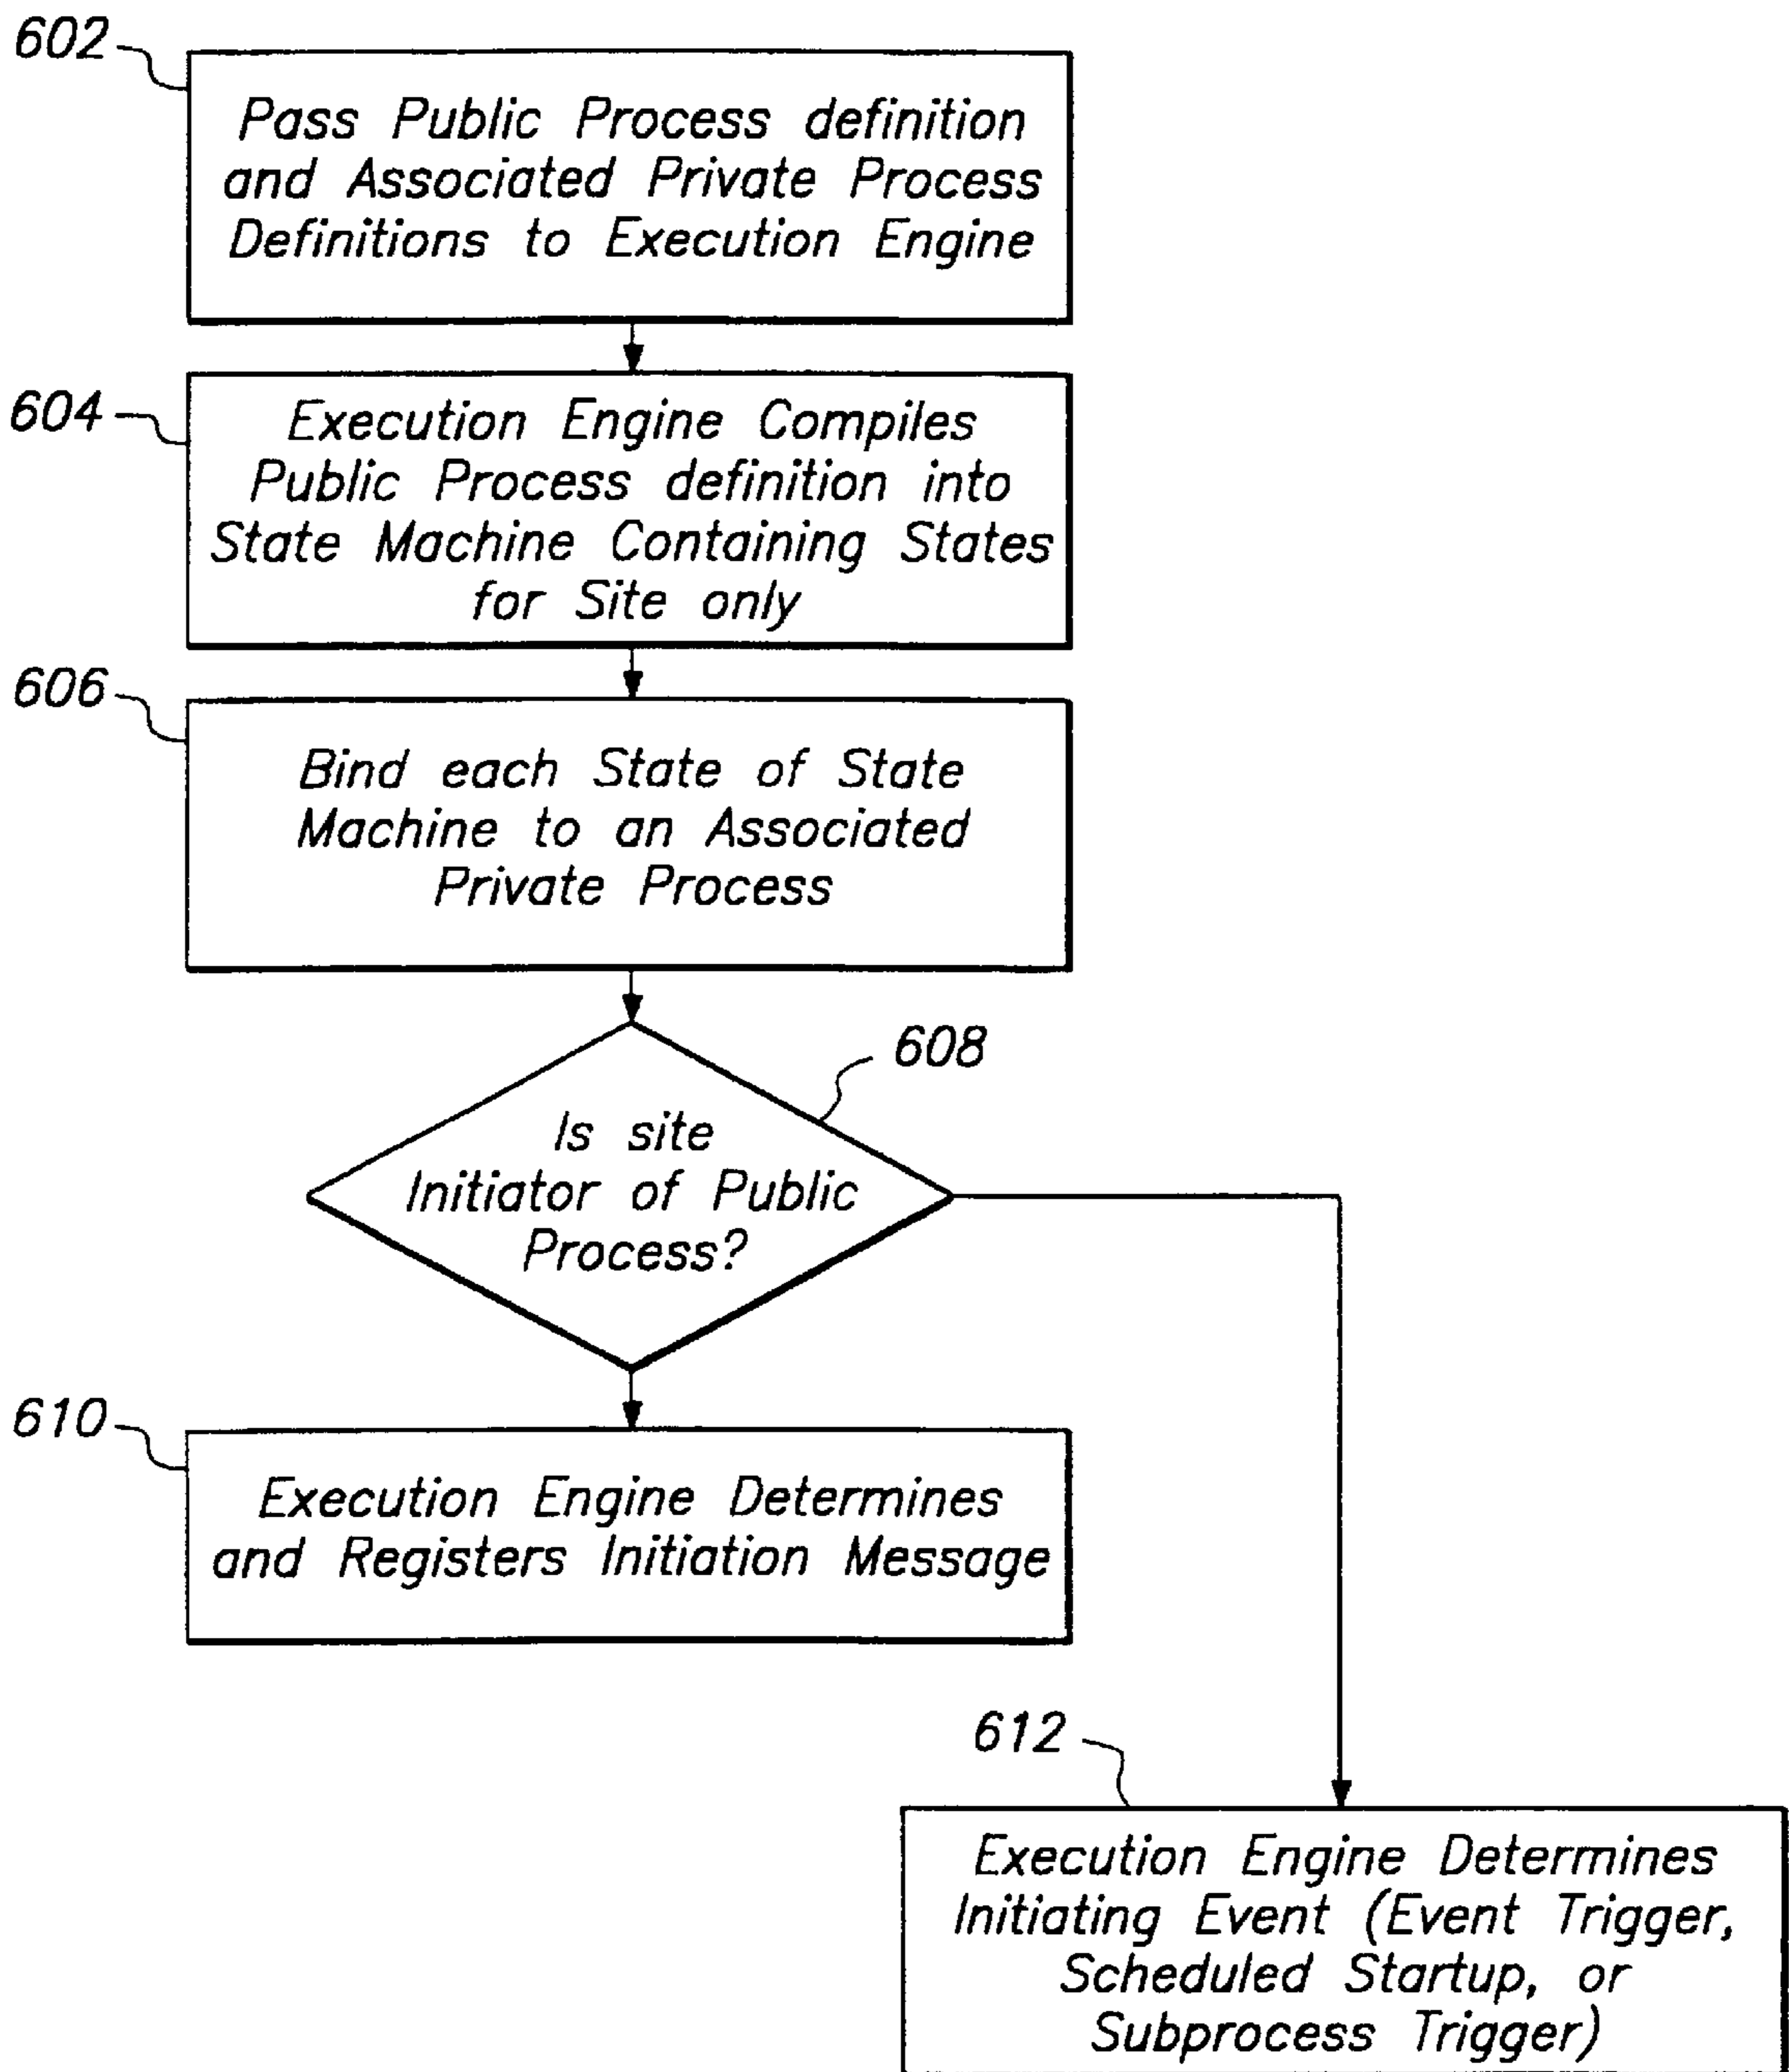 602
Pass Public Process definition
and Associated Private Process
Definitions to Execution Engine
604
Execution Engine Compiles
Public Process definition into
State Machine Containing States
for Site only
606
Bind each State of State
Machine to an Associated
Private Process
608
Is site
Initiator of Public
Process?
610
Execution Engine Determines
and Registers Initiation Message
612
Execution Engine Determines
Initiating Event (Event Trigger,
Scheduled Startup, or
Subprocess Trigger)